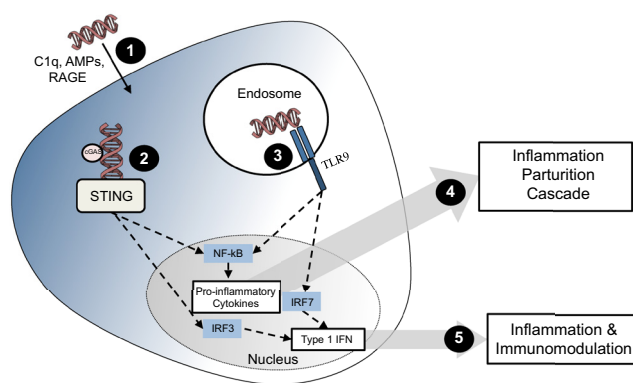 1
C1q, AMPs,
RAGE
Endosome
cGAS
2
3
TLR9
STING
4
Inflammation
Parturition
Cascade
NF-kB
Pro-inflammatory
Cytokines
IRF7
IRF3
Type 1 IFN
Nucleus
5
Inflammation &
Immunomodulation